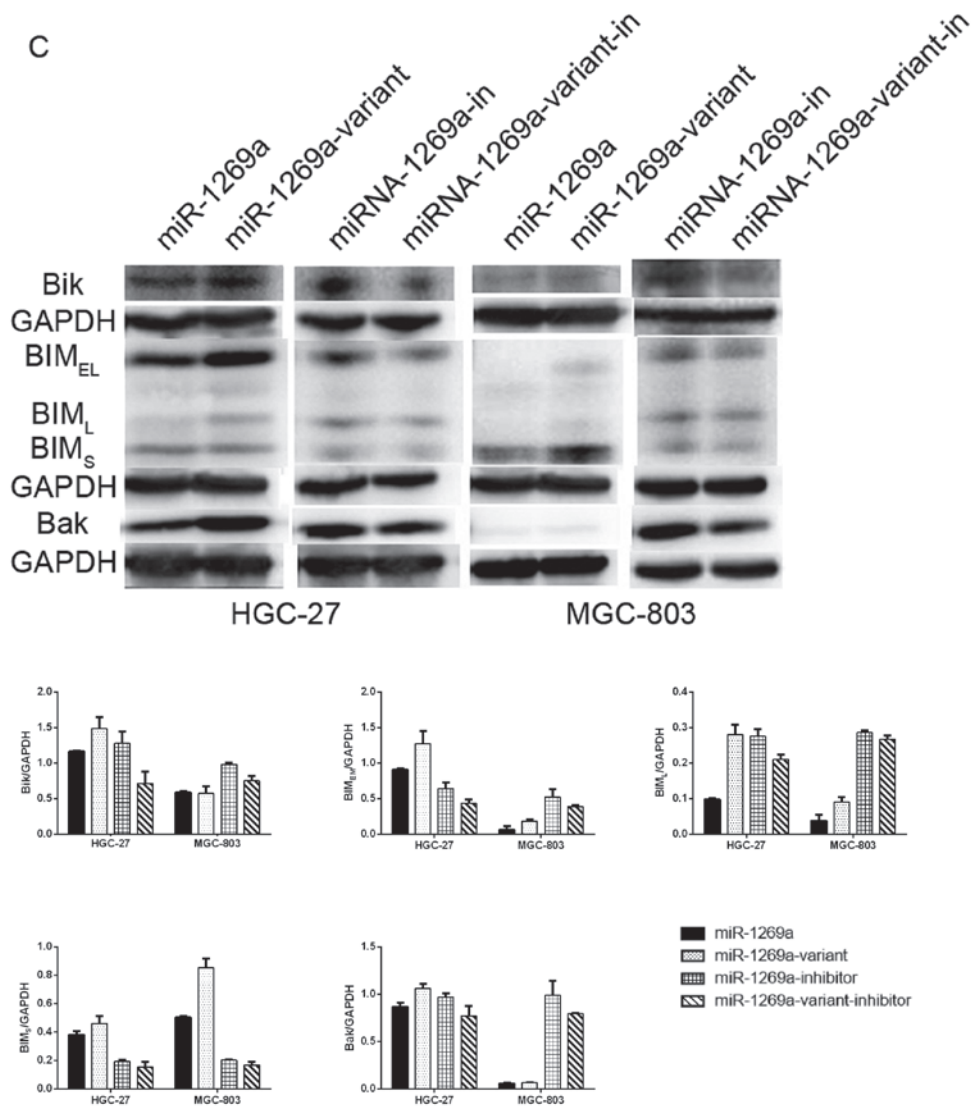 C
miR-1269a
miR-1269a-variant
miRNA-1269a-in
miRNA-1269a-variant-in
miR-1269a
miR-1269a-variant
miRNA-1269a-in
miRNA-1269a-variant-in
Bik
GAPDH
BIM_EL
BIM_L
BIM_S
GAPDH
Bak
GAPDH
HGC-27 MGC-803
Bik/GAPDH
2.0
1.5
1.0
0.5
0.0
HGC-27 MGC-803
BIM_EM/GAPDH
2.0
1.5
1.0
0.5
0.0
HGC-27 MGC-803
BIM_L/GAPDH
0.4
0.3
0.2
0.1
0.0
HGC-27 MGC-803
BIM_S/GAPDH
1.0
0.8
0.6
0.4
0.2
0.0
HGC-27 MGC-803
Bak/GAPDH
1.5
1.0
0.5
0.0
HGC-27 MGC-803
miR-1269a
miR-1269a-variant
miR-1269a-inhibitor
miR-1269a-variant-inhibitor